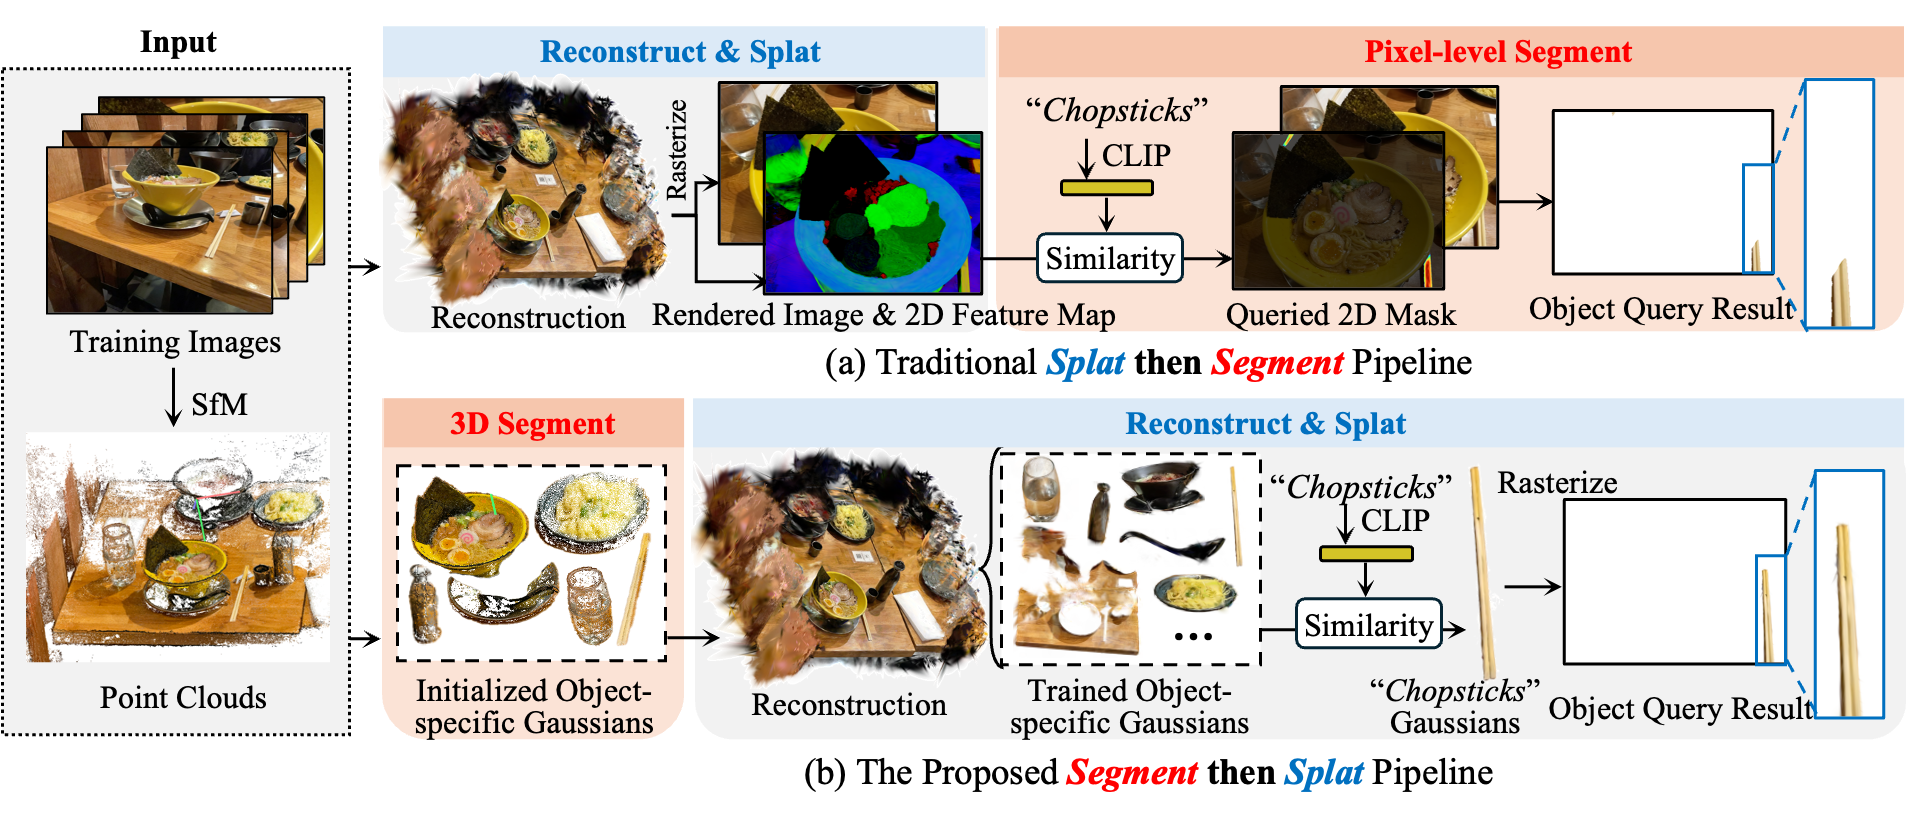 Input
Training Images
SfM
Point Clouds
Reconstruct & Splat
Pixel-level Segment
Reconstruction
Rasterize
Rendered Image & 2D Feature Map
“Chopsticks”
CLIP
Similarity
Queried 2D Mask
Object Query Result
(a) Traditional Splat then Segment Pipeline
3D Segment
Reconstruct & Splat
Initialized Object-
specific Gaussians
Reconstruction
Trained Object-
specific Gaussians
“Chopsticks”
CLIP
Similarity
“Chopsticks”
Gaussians
Rasterize
Object Query Result
(b) The Proposed Segment then Splat Pipeline